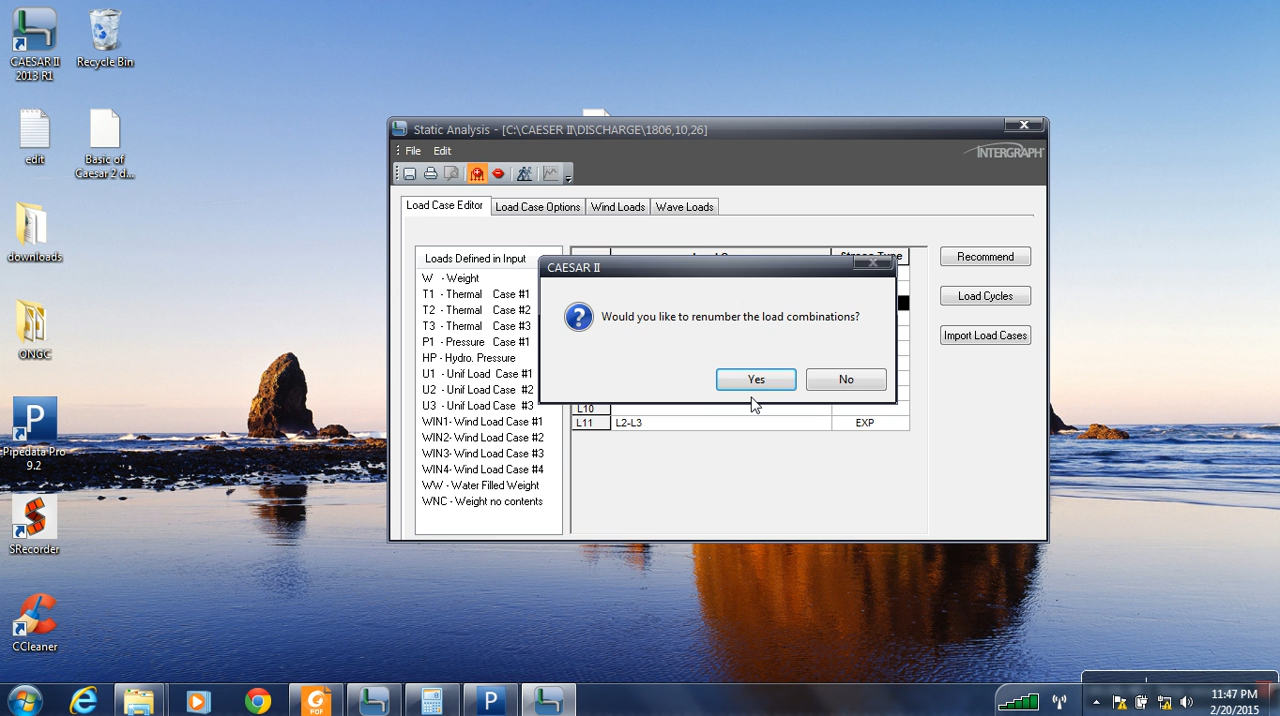 CAESAR II
2013 R1
Recycle Bin
edit
Basic of
Caesar 2 d...
downloads
ONGC
Pipedata Pro
9.2
SRecorder
CCleaner
Static Analysis - [C:\CAESER II\DISCHARGE\1806,10,26]
File Edit
INTERGRAPH
Load Case Editor Load Case Options Wind Loads Wave Loads
Loads Defined in Input
W - Weight
T1 - Thermal Case #1
T2 - Thermal Case #2
T3 - Thermal Case #3
P1 - Pressure Case #1
HP - Hydro. Pressure
U1 - Unif Load Case #1
U2 - Unif Load Case #2
U3 - Unif Load Case #3
WIN1- Wind Load Case #1
WIN2- Wind Load Case #2
WIN3- Wind Load Case #3
WIN4- Wind Load Case #4
WW - Water Filled Weight
WNC - Weight no contents
Stress Type
L10
L11 L2-L3 EXP
Recommend
Load Cycles
Import Load Cases
CAESAR II
Would you like to renumber the load combinations?
Yes No
PDF
P
11:47 PM
2/20/2015